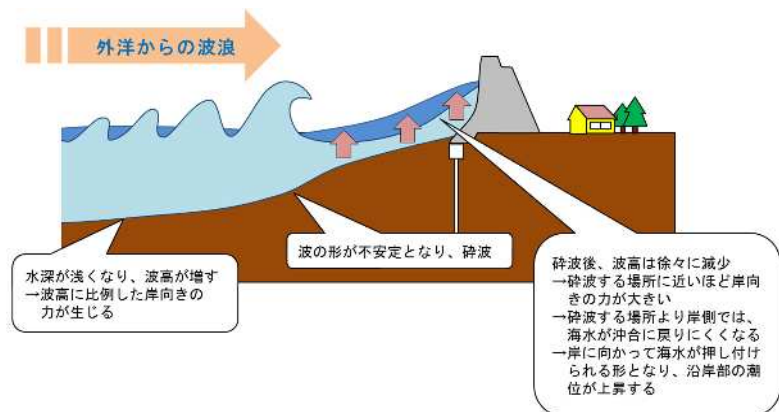 外洋からの波浪
水深が浅くなり、波高が増す
→波高に比例した岸向きの
力が生じる
波の形が不安定となり、砕波
砕波後、波高は徐々に減少
→砕波する場所に近いほど岸向
きの力が大きい
→砕波する場所より岸側では、
海水が沖合に戻りにくくなる
→岸に向かって海水が押し付け
られる形となり、沿岸部の潮
位が上昇する